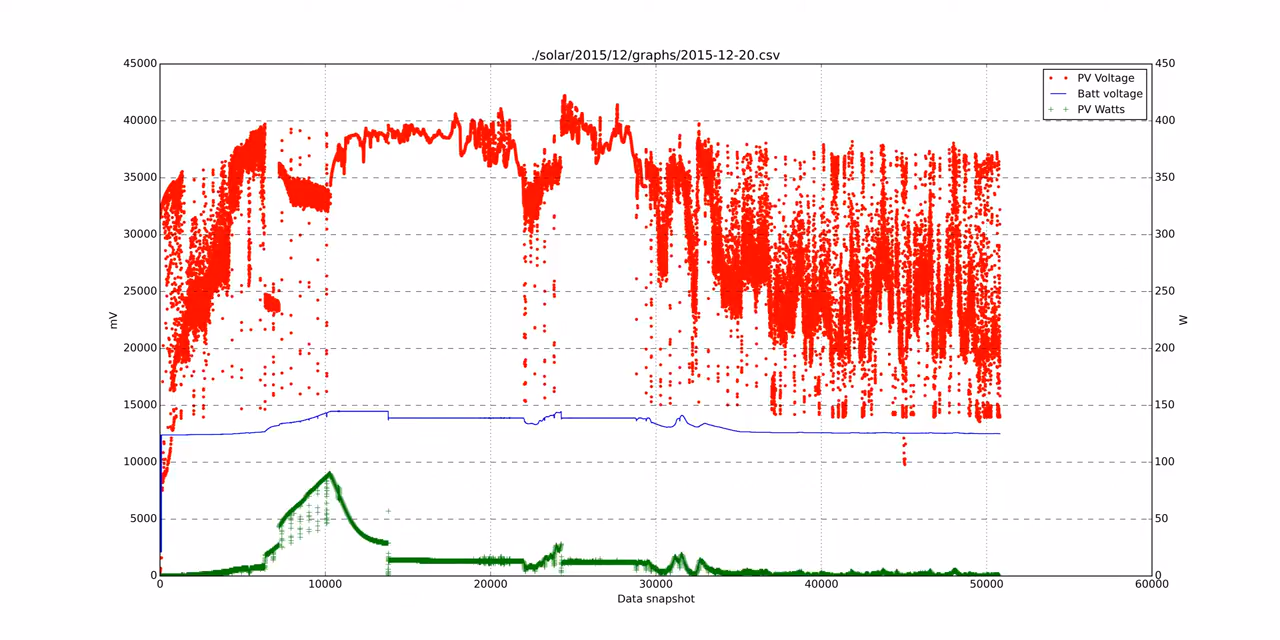 ./solar/2015/12/graphs/2015-12-20.csv
45000
40000
35000
30000
25000
20000
15000
10000
5000
0
mV
450
400
350
300
250
200
150
100
50
0
W
PV Voltage
Batt voltage
PV Watts
0 10000 20000 30000 40000 50000 60000
Data snapshot